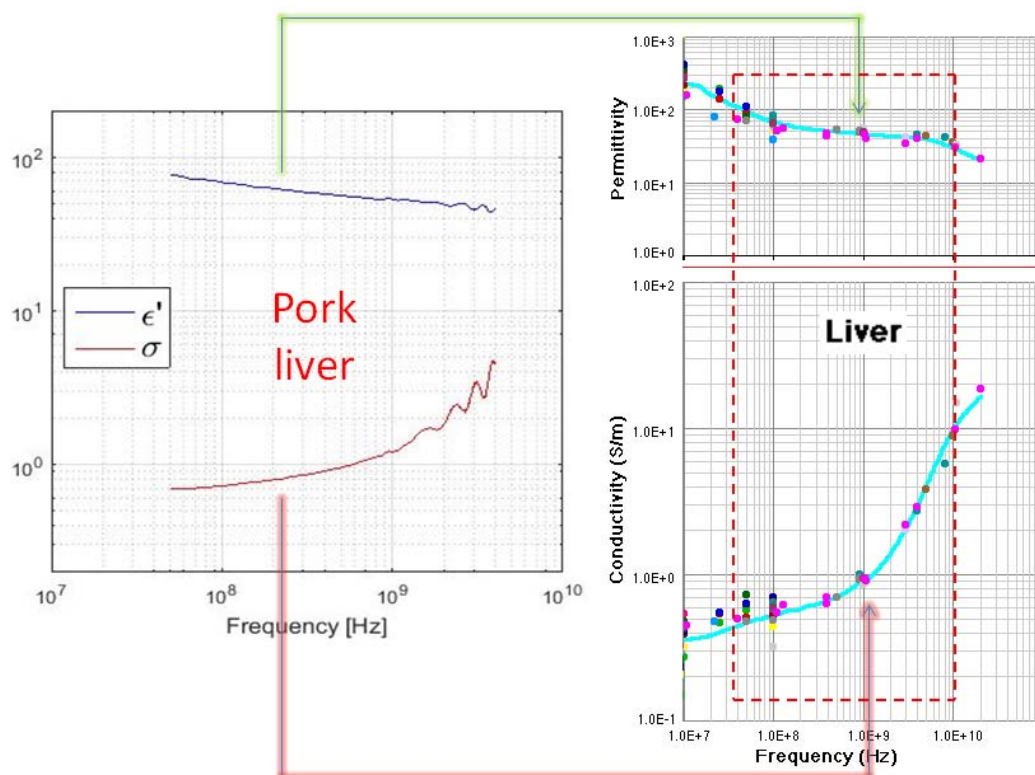 10²
10¹
10⁰
ϵ'
σ
Pork
liver
10⁷
10⁸
10⁹
10¹⁰
Frequency [Hz]
1.0E+3
1.0E+2
1.0E+1
1.0E+0
Permittivity
1.0E+2
1.0E+1
1.0E+0
1.0E-1
Conductivity (S/m)
Liver
1.0E+7
1.0E+8
1.0E+9
1.0E+10
Frequency (Hz)